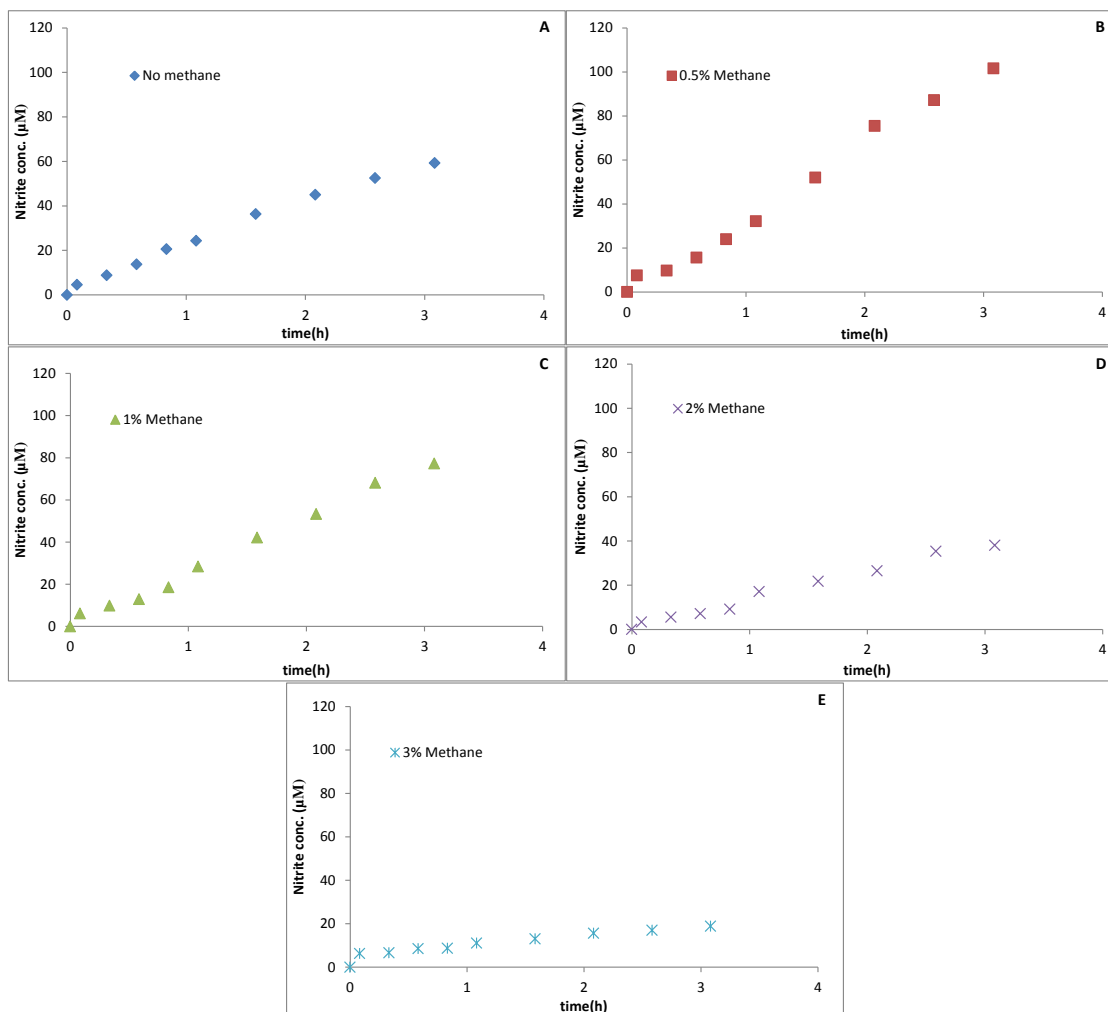 A
120
100
80
60
40
20
0
Nitrite conc. (µM)
No methane
0 1 2 3 4
time(h)
B
120
100
80
60
40
20
0
Nitrite conc. (µM)
0.5% Methane
0 1 2 3 4
time(h)
C
120
100
80
60
40
20
0
Nitrite conc. (µM)
1% Methane
0 1 2 3 4
time(h)
D
120
100
80
60
40
20
0
Nitrite conc. (µM)
2% Methane
0 1 2 3 4
time(h)
E
120
100
80
60
40
20
0
Nitrite conc. (µM)
3% Methane
0 1 2 3 4
time(h)